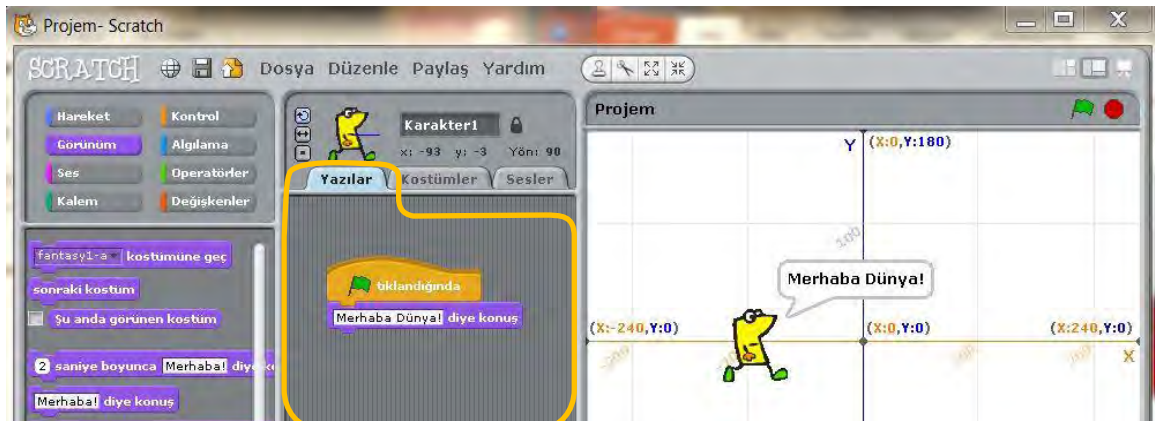 Projem- Scratch
SCRATCH Dosya Düzenle Paylaş Yardım
Hareket Kontrol
Görünüm Algılama
Ses Operatörler
Kalem Değişkenler
fantasy1-a kostümüne geç
sonraki kostüm
Şu anda görünen kostüm
2 saniye boyunca Merhaba! diye k
Merhaba! diye konuş
Karakter1
x: -93 y: -3 Yön: 90
Yazılar Kostümler Sesler
tıklandığında
Merhaba Dünya! diye konuş
Projem
Y (X:0,Y:180)
100
Merhaba Dünya!
(X:-240,Y:0) (X:0,Y:0) (X:240,Y:0)
X